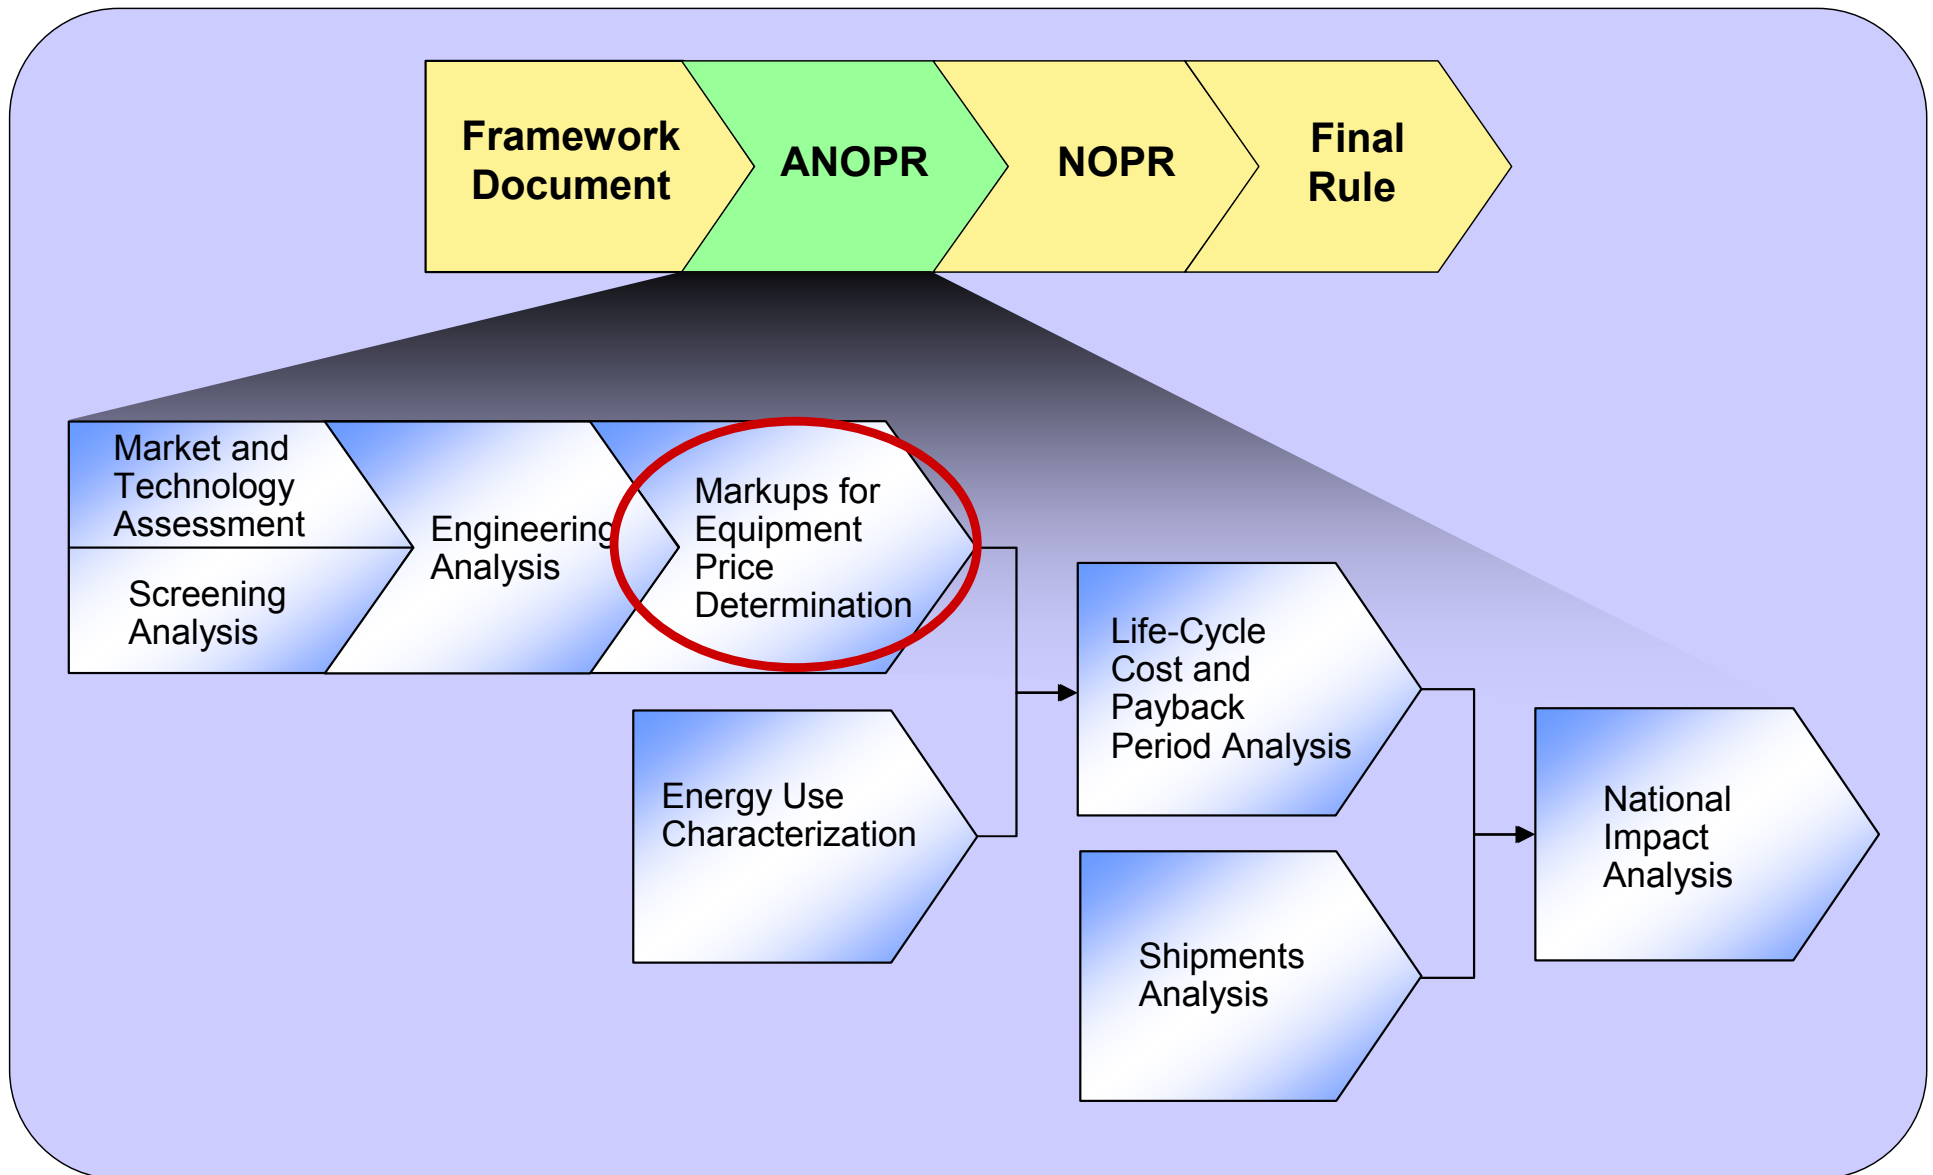 Framework
Document
ANOPR
NOPR
Final
Rule
Market and
Technology
Assessment
Screening
Analysis
Engineering
Analysis
Markups for
Equipment
Price
Determination
Energy Use
Characterization
Life-Cycle
Cost and
Payback
Period Analysis
Shipments
Analysis
National
Impact
Analysis